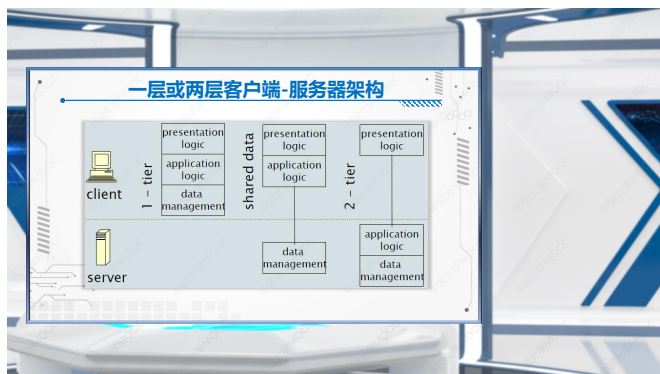 一层或两层客户端-服务器架构
client
server
1 – tier
presentation
logic
application
logic
data
management
shared data
presentation
logic
application
logic
data
management
2 – tier
presentation
logic
application
logic
data
management